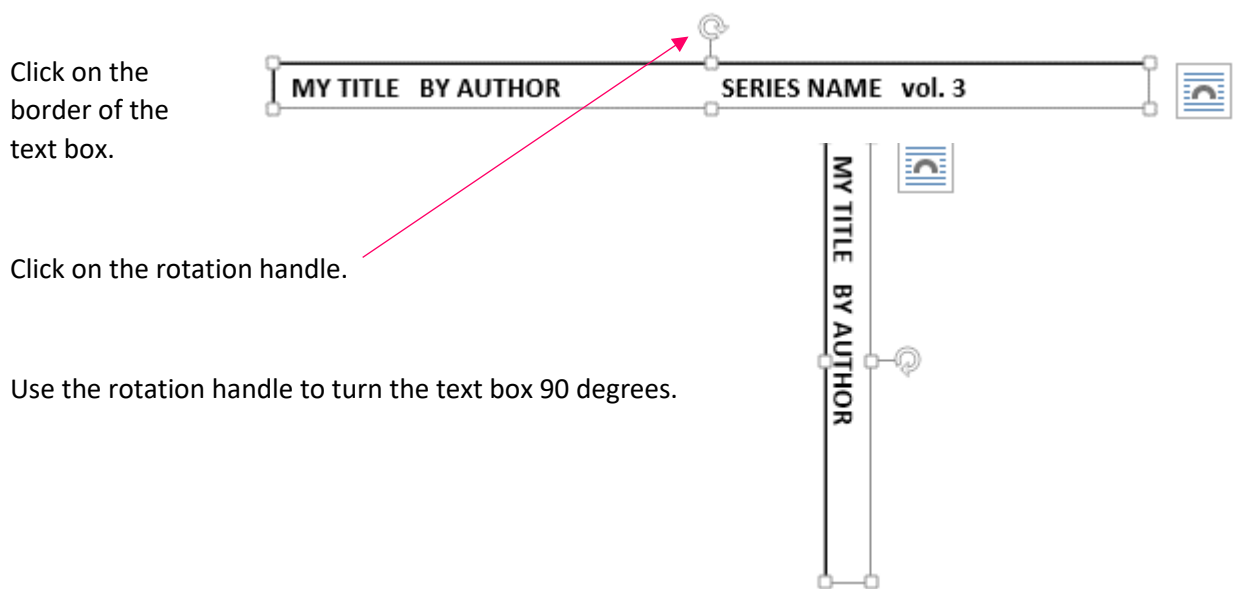 Click on the
border of the
text box.
MY TITLE BY AUTHOR SERIES NAME vol. 3
MY TITLE BY AUTHOR
Click on the rotation handle.
Use the rotation handle to turn the text box 90 degrees.